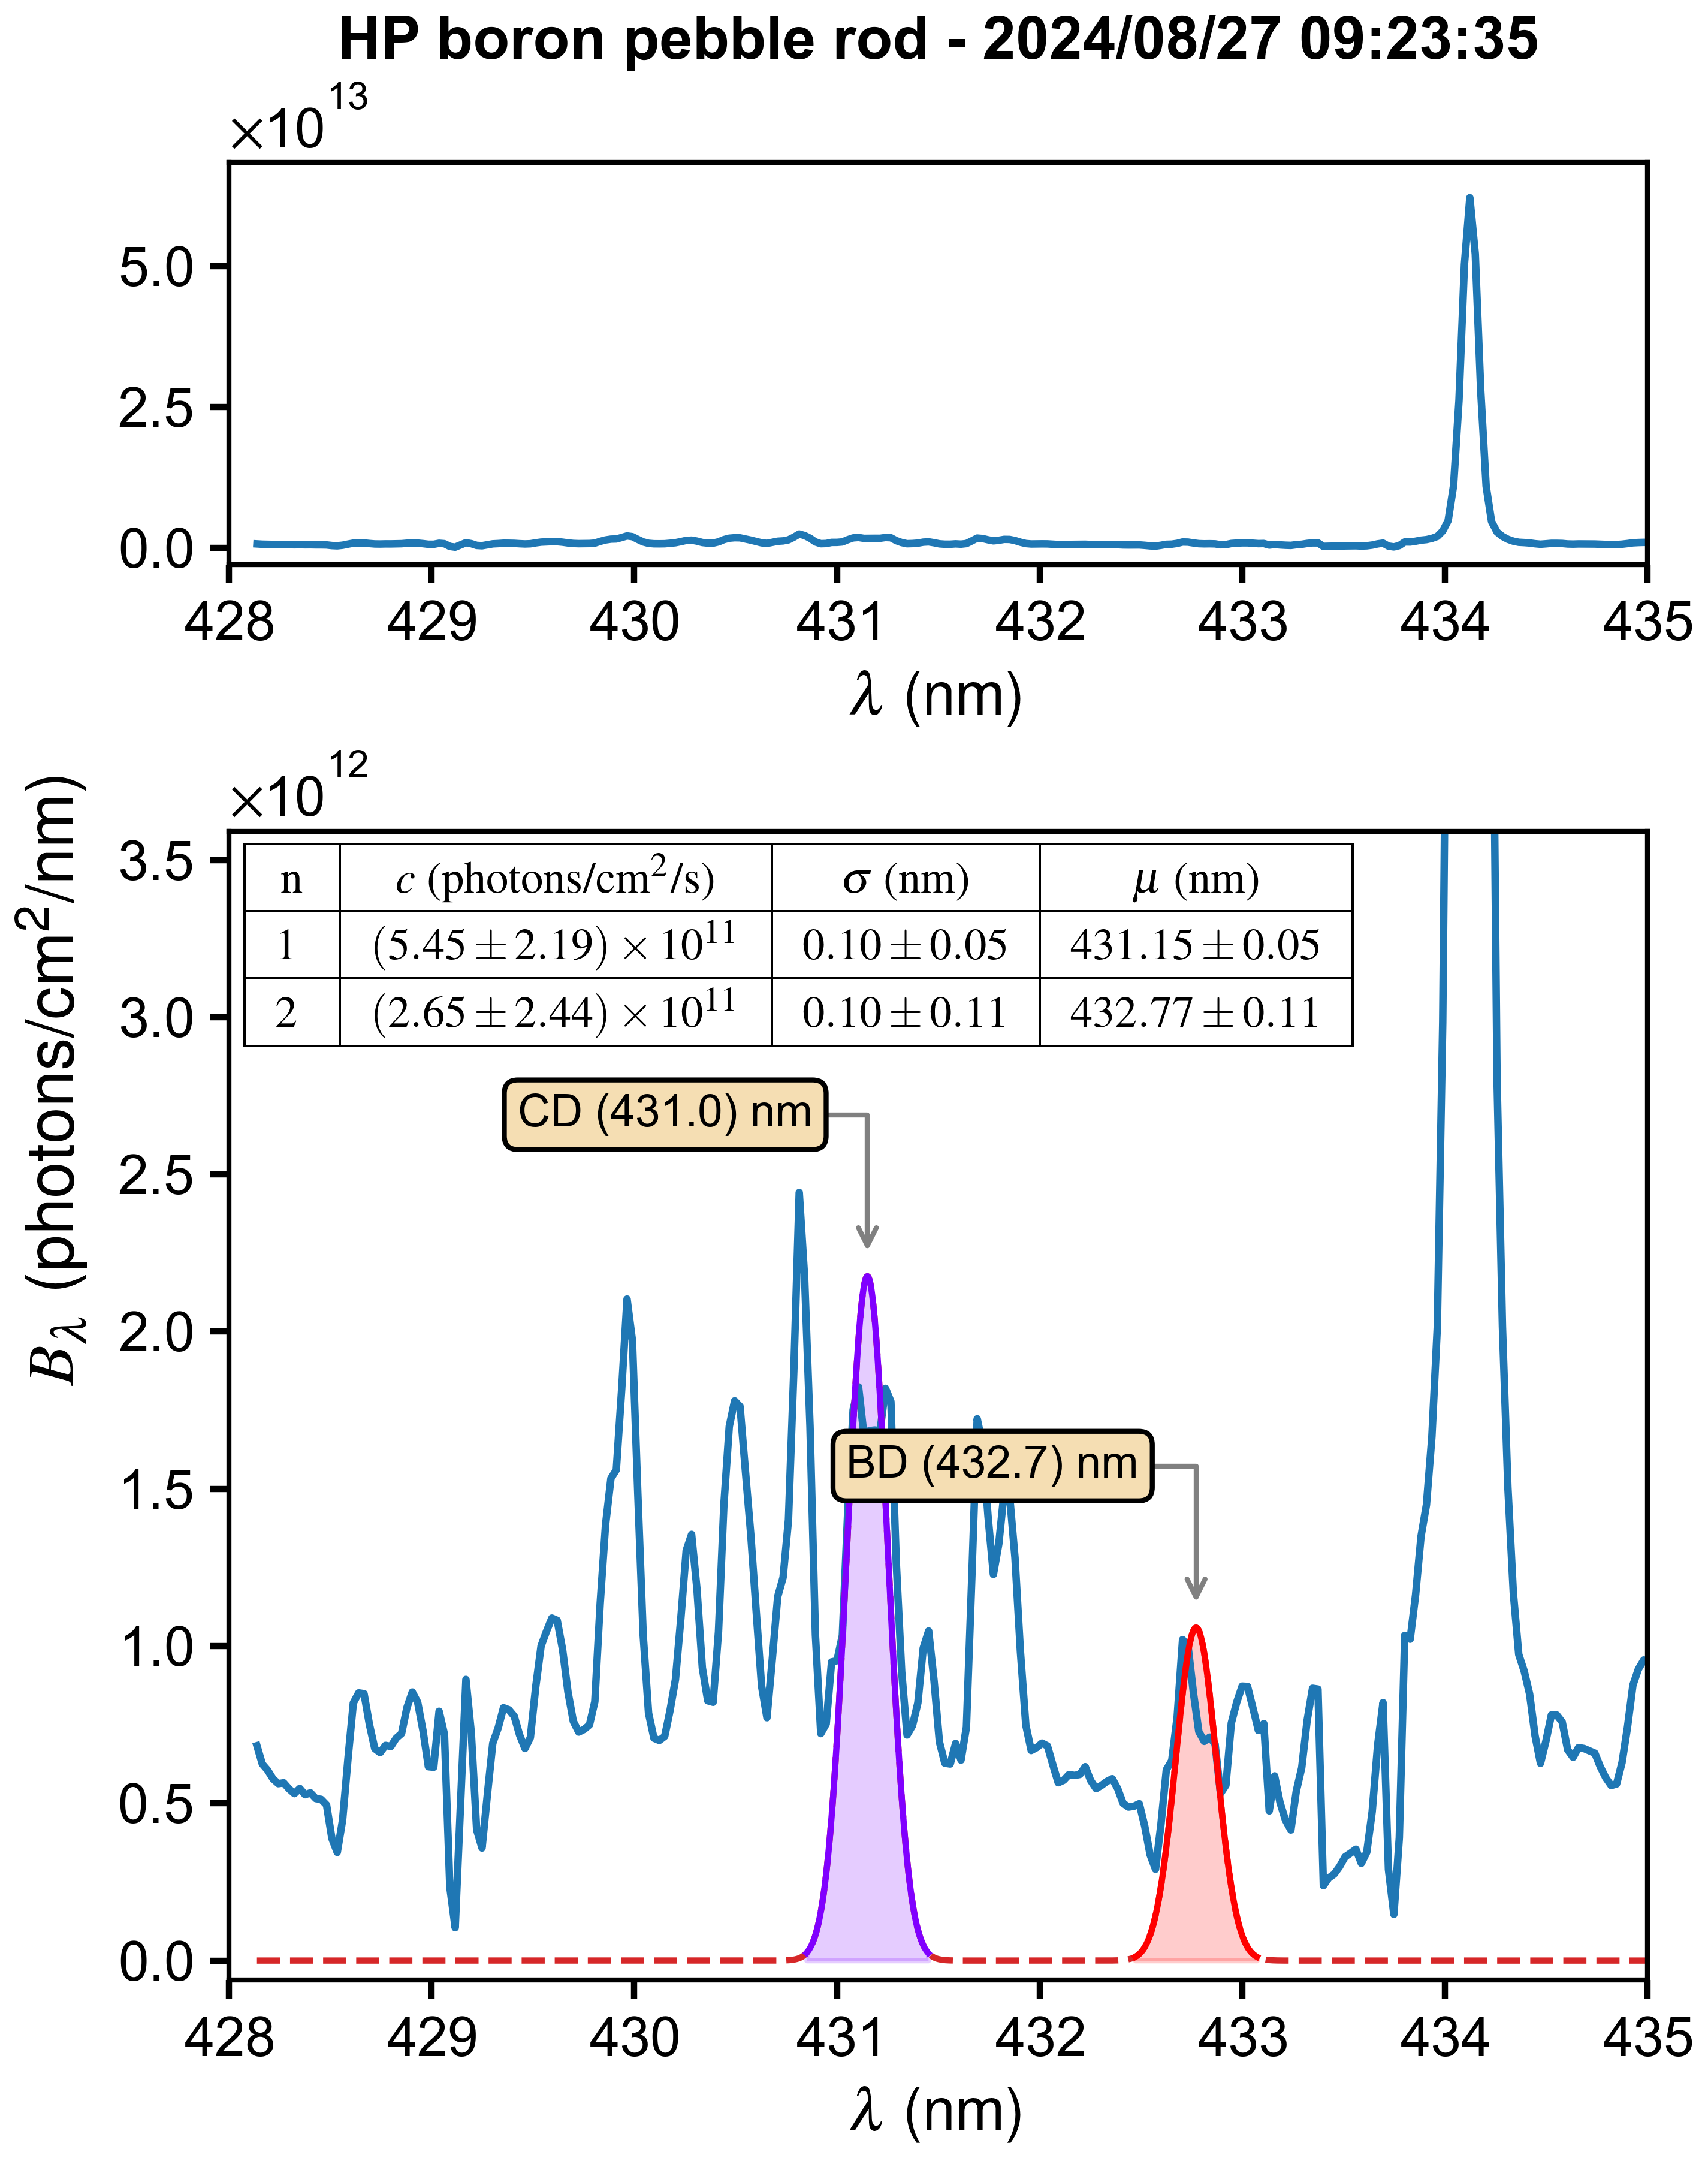 HP boron pebble rod - 2024/08/27 09:23:35
×10^13
5.0
2.5
0.0
428 429 430 431 432 433 434 435
λ (nm)
×10^12
B_λ (photons/cm²/nm)
3.5
3.0
2.5
2.0
1.5
1.0
0.5
0.0
n c (photons/cm²/s) σ (nm) μ (nm)
1 (5.45 ± 2.19) × 10^11 0.10 ± 0.05 431.15 ± 0.05
2 (2.65 ± 2.44) × 10^11 0.10 ± 0.11 432.77 ± 0.11
CD (431.0) nm
BD (432.7) nm
428 429 430 431 432 433 434 435
λ (nm)